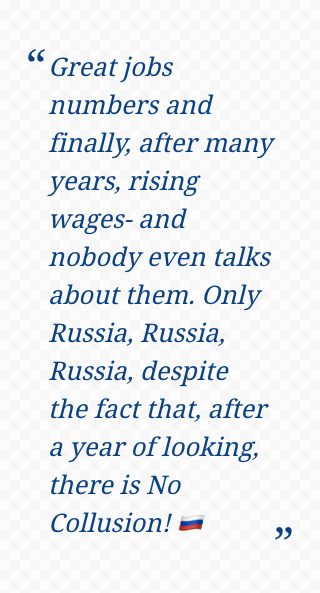 “Great jobs
numbers and
finally, after many
years, rising
wages- and
nobody even talks
about them. Only
Russia, Russia,
Russia, despite
the fact that, after
a year of looking,
there is No
Collusion! 🇷🇺 ”